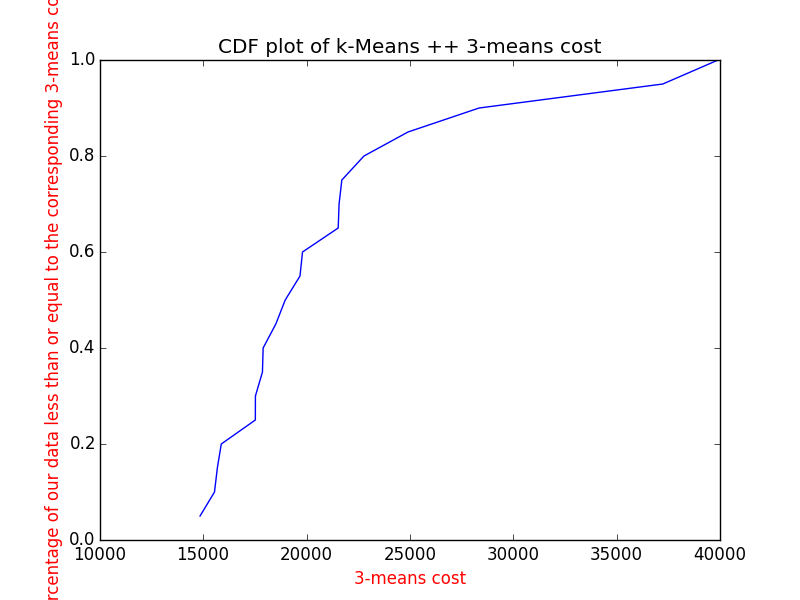 CDF plot of k-Means ++ 3-means cost
rcentage of our data less than or equal to the corresponding 3-means co
1.0
0.8
0.6
0.4
0.2
0.0
10000 15000 20000 25000 30000 35000 40000
3-means cost